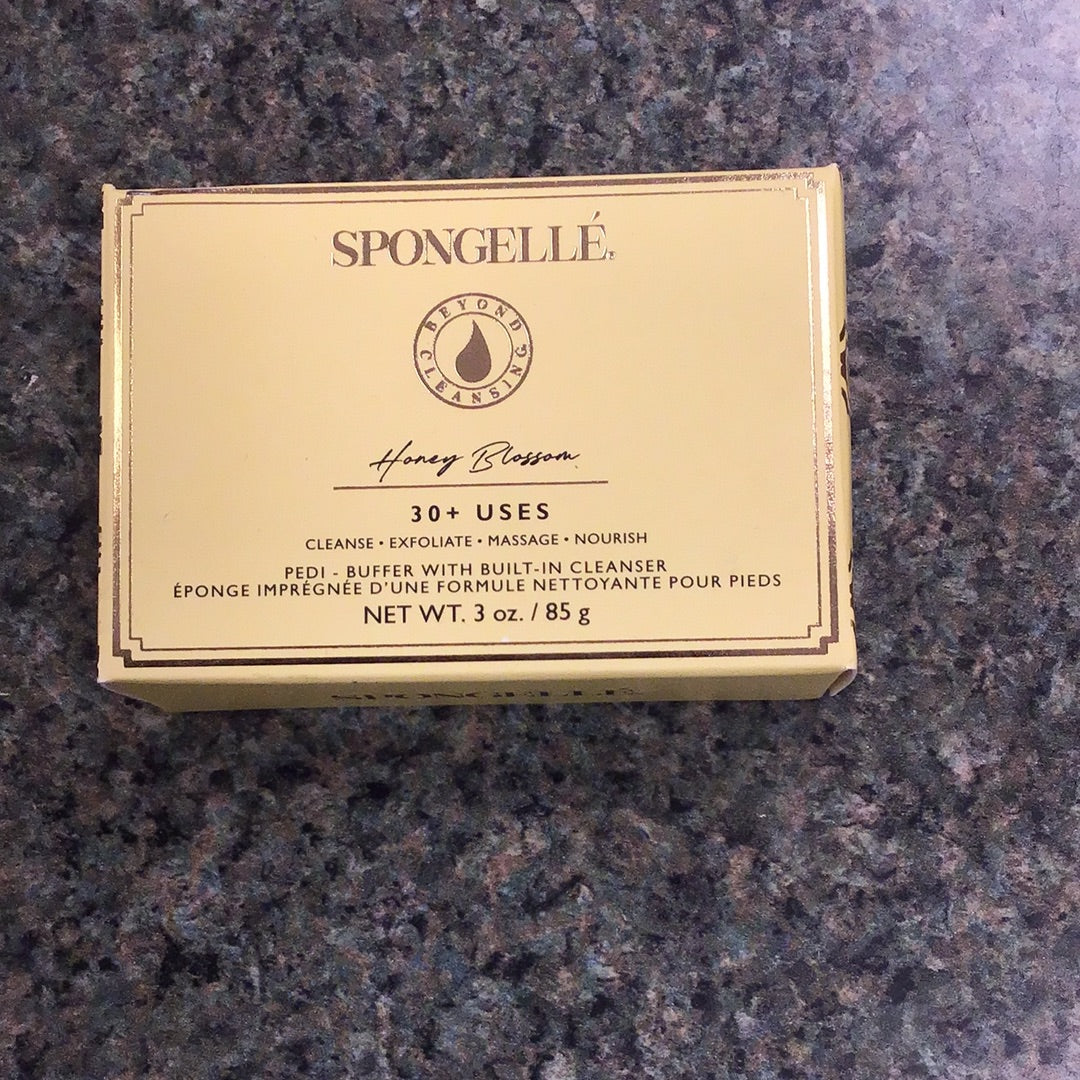 SPONGELLÉ.
BEYOND
CLEANSING
Honey Blossom
30+ USES
CLEANSE • EXFOLIATE • MASSAGE • NOURISH
PEDI - BUFFER WITH BUILT-IN CLEANSER
ÉPONGE IMPRÉGNÉE D'UNE FORMULE NETTOYANTE POUR PIEDS
NET WT. 3 oz. / 85 g
SPONGELLÉ